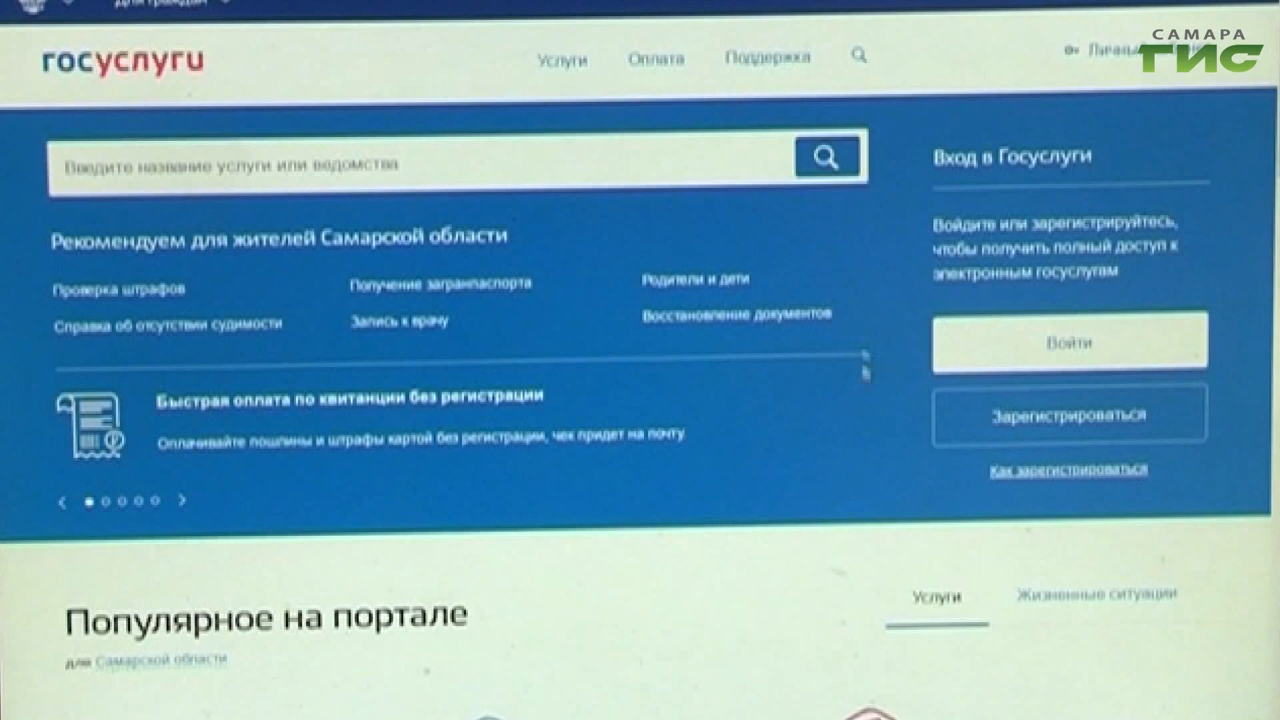 Для граждан
САМАРА
ГИС
госуслуги
Услуги Оплата Поддержка
Введите название услуги или ведомства
Вход в Госуслуги
Войдите или зарегистрируйтесь,
чтобы получить полный доступ к
электронным госуслугам
Рекомендуем для жителей Самарской области
Проверка штрафов Получение загранпаспорта Родители и дети
Справка об отсутствии судимости Запись к врачу Восстановление документов
Войти
Быстрая оплата по квитанции без регистрации
Оплачивайте пошлины и штрафы картой без регистрации, чек придет на почту
Зарегистрироваться
Как зарегистрироваться
Популярное на портале
Услуги Жизненные ситуации
для Самарской области